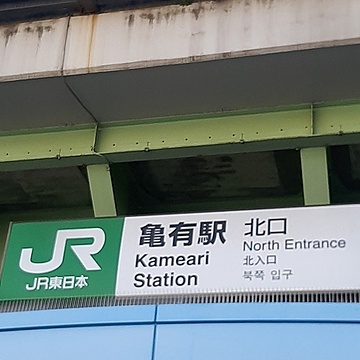 JR
JR東日本
亀有駅
Kameari
Station
北口
North Entrance
北入口
북쪽 입구